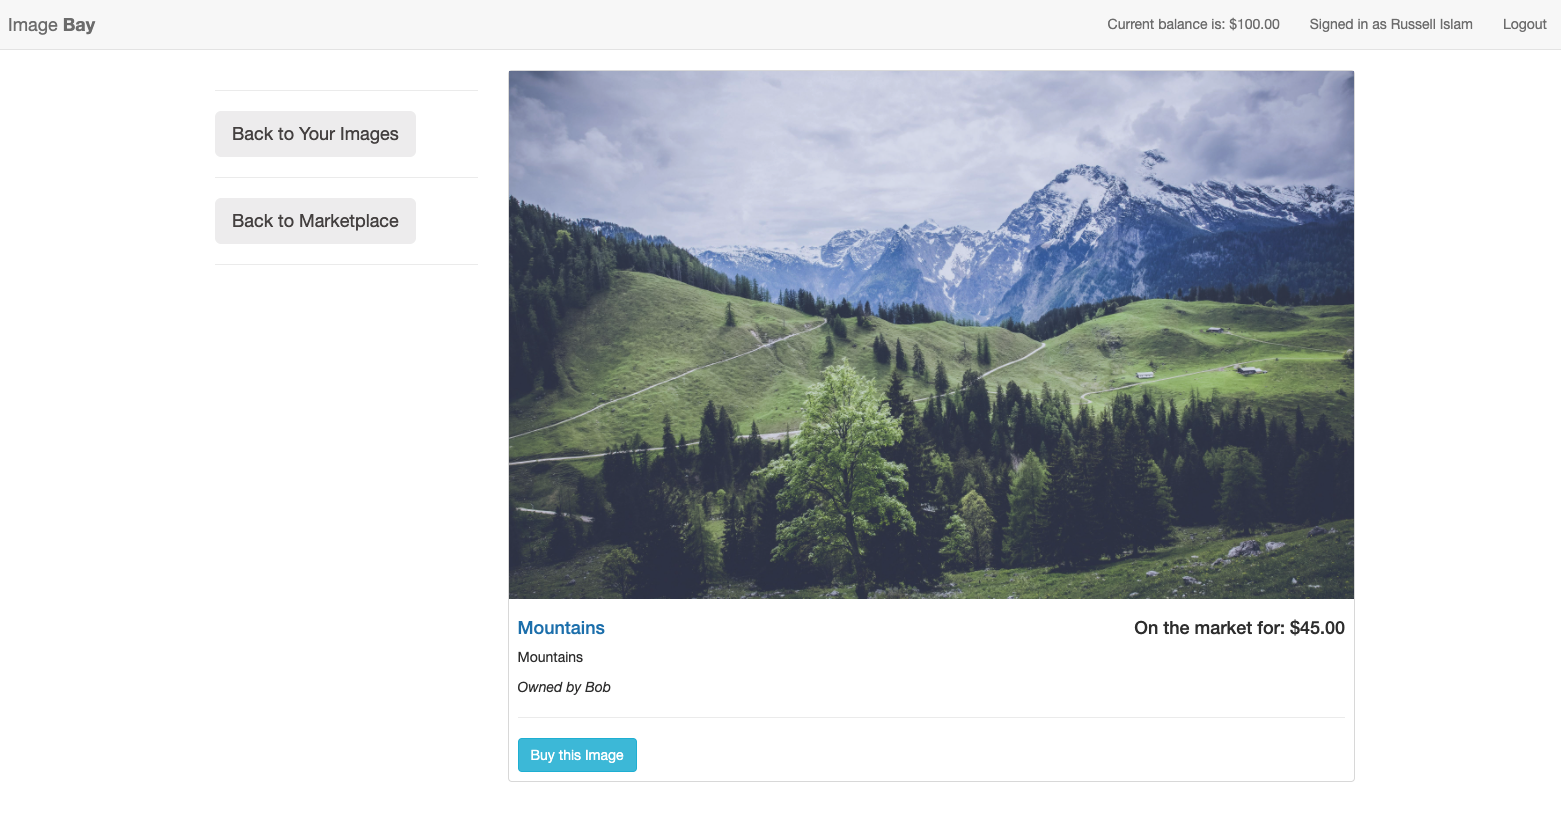 Image Bay
Current balance is: $100.00
Signed in as Russell Islam
Logout
Back to Your Images
Back to Marketplace
Mountains
On the market for: $45.00
Mountains
Owned by Bob
Buy this Image